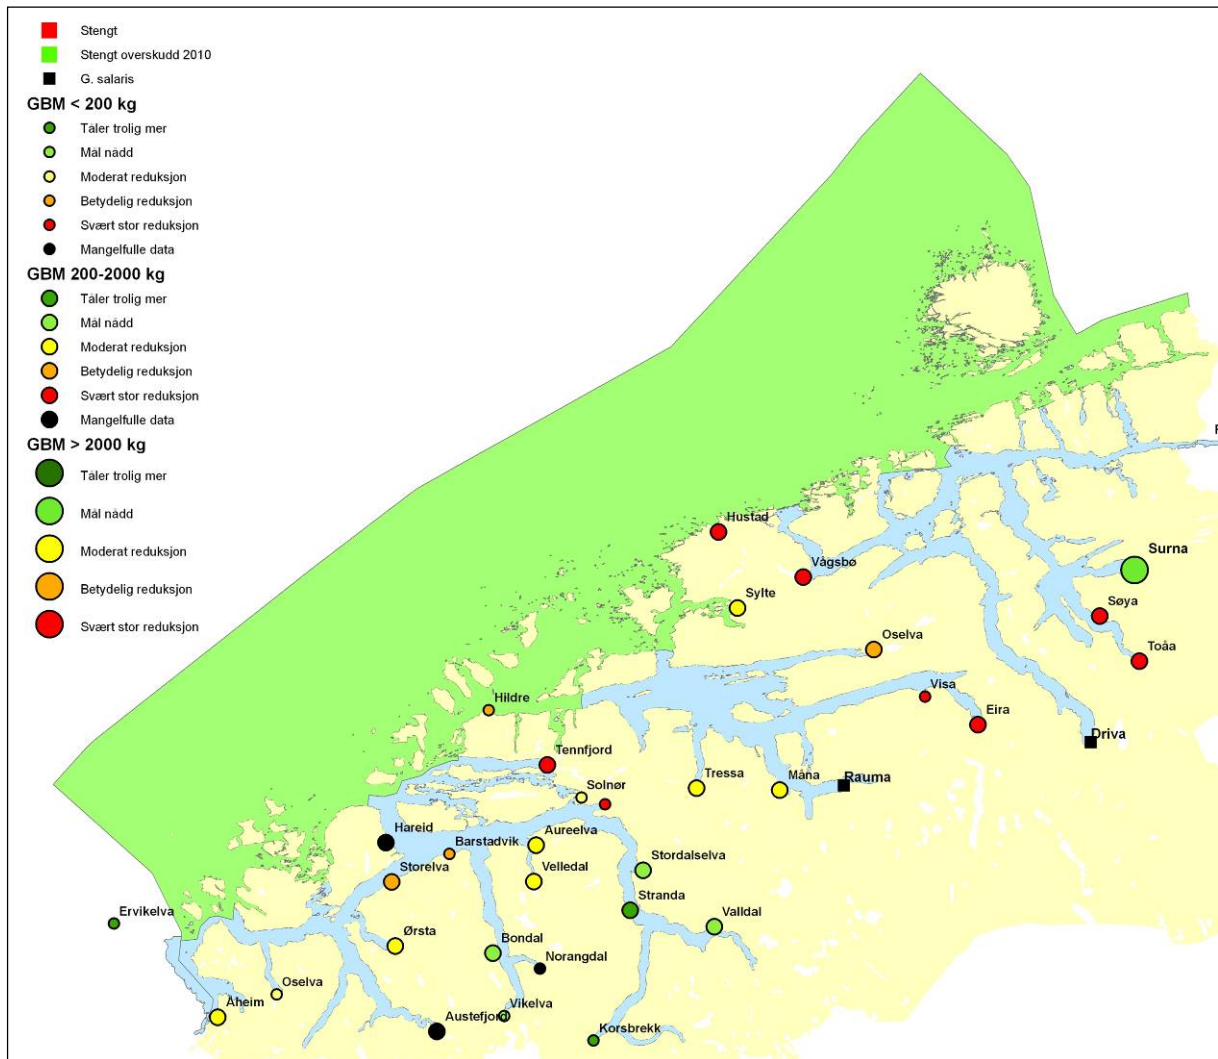 Stengt
Stengt overskudd 2010
G. salaris
GBM < 200 kg
Tåler trolig mer
Mål nådd
Moderat reduksjon
Betydelig reduksjon
Svært stor reduksjon
Mangelfulle data
GBM 200-2000 kg
Tåler trolig mer
Mål nådd
Moderat reduksjon
Betydelig reduksjon
Svært stor reduksjon
Mangelfulle data
GBM > 2000 kg
Tåler trolig mer
Mål nådd
Moderat reduksjon
Betydelig reduksjon
Svært stor reduksjon
Hustad
Vågsbø
Surna
Sylte
Søya
Oselva
Toåa
Visa
Hildre
Eira
Driva
Tennfjord
Solnør
Tressa
Måna
Rauma
Hareid
Barstadvik
Aureelva
Storelva
Velledal
Stordalselva
Stranda
Valldal
Ervikelva
Ørsta
Bondal
Norangdal
Oselva
Åheim
Austefjord
Vikelva
Korsbrekk